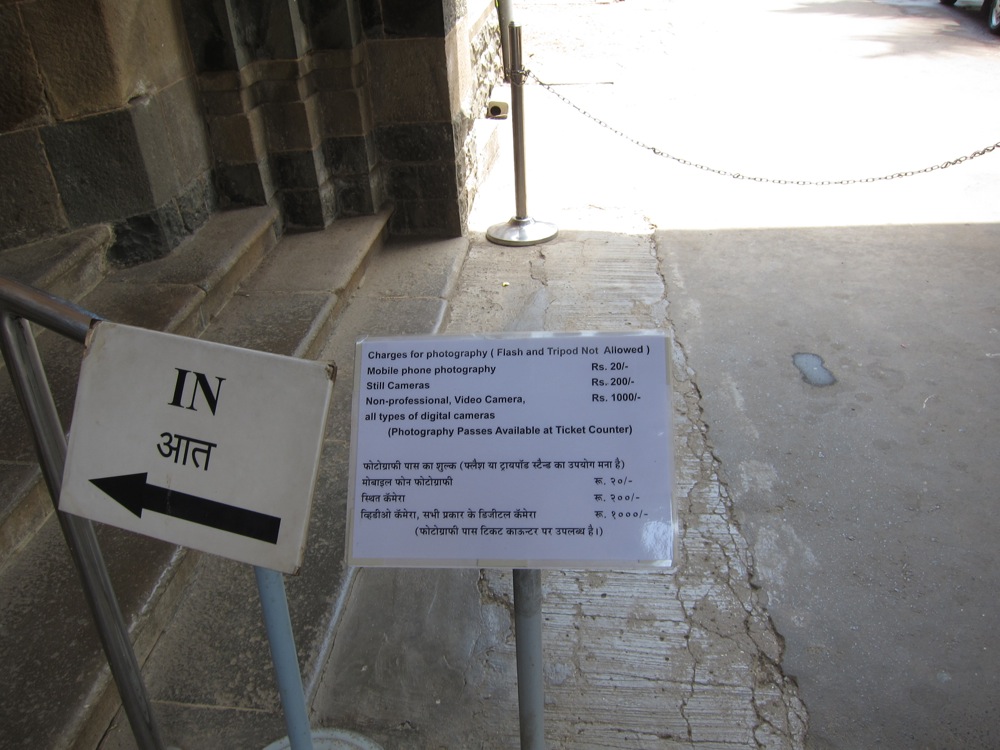 IN
आत
Charges for photography ( Flash and Tripod Not Allowed )
Mobile phone photography Rs. 20/-
Still Cameras Rs. 200/-
Non-professional, Video Camera, Rs. 1000/-
all types of digital cameras
(Photography Passes Available at Ticket Counter)
फोटोग्राफी पास का शुल्क (फ्लॅश या ट्रायपॉड स्टॅन्ड का उपयोग मना है)
मोबाइल फोन फोटोग्राफी रू. २०/-
स्थित कॅमेरा रू. २००/-
व्हिडीओ कॅमेरा, सभी प्रकार के डिजीटल कॅमेरा रू. १०००/-
(फोटोग्राफी पास टिकट काऊन्टर पर उपलब्ध है।)